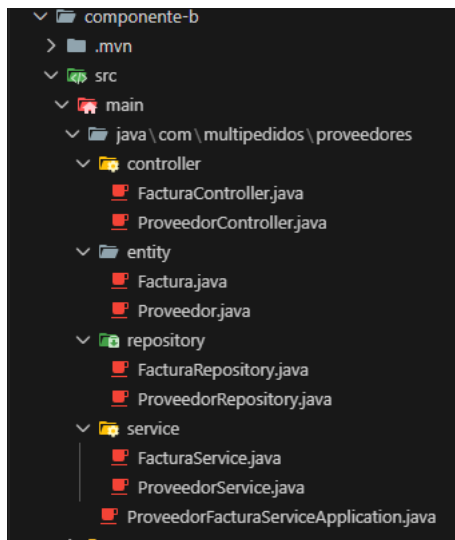 componente-b
.mvn
src
main
java\com\multipedidos\proveedores
controller
FacturaController.java
ProveedorController.java
entity
Factura.java
Proveedor.java
repository
FacturaRepository.java
ProveedorRepository.java
service
FacturaService.java
ProveedorService.java
ProveedorFacturaServiceApplication.java